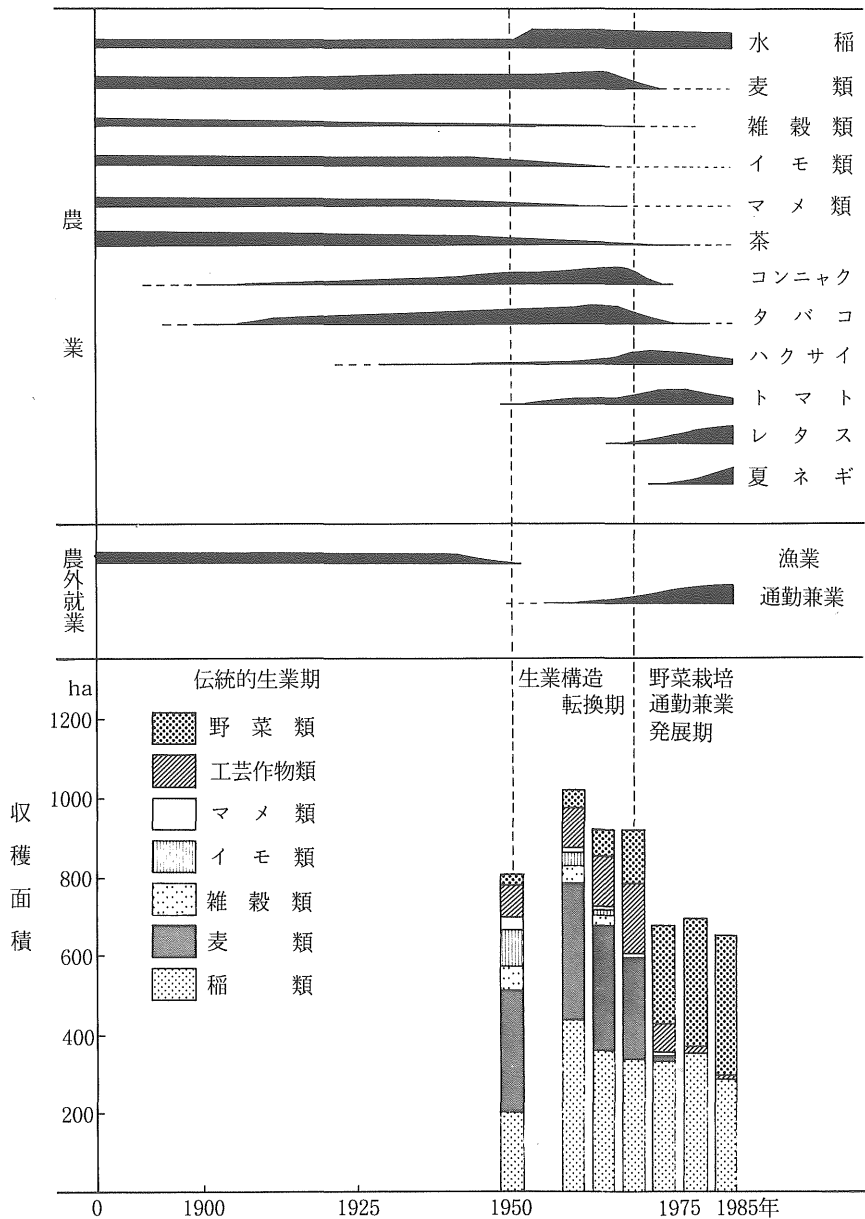 水稲
麦類
雑穀類
イモ類
マメ類
茶
コンニャク
タバコ
ハクサイ
トマト
レタス
夏ネギ
農業
漁業
通勤兼業
農外就業
伝統的生業期
生業構造
転換期
野菜栽培
通勤兼業
発展期
ha
1200
1000
800
600
400
200
収穫面積
野菜類
工芸作物類
マメ類
イモ類
雑穀類
麦類
稲類
0 1900 1925 1950 1975 1985年